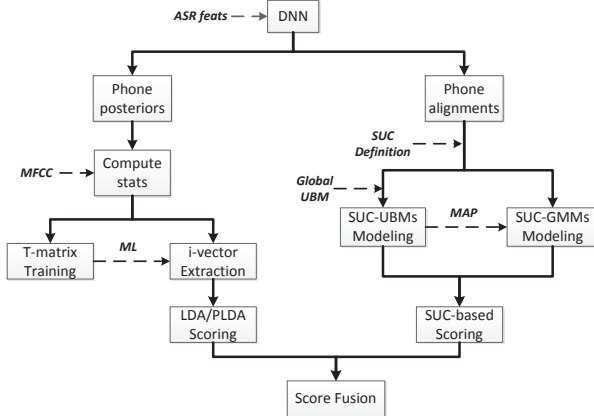 ASR feats
DNN
Phone
posteriors
Phone
alignments
SUC
Definition
MFCC
Compute
stats
Global
UBM
T-matrix
Training
ML
i-vector
Extraction
SUC-UBMs
Modeling
MAP
SUC-GMMs
Modeling
LDA/PLDA
Scoring
SUC-based
Scoring
Score Fusion